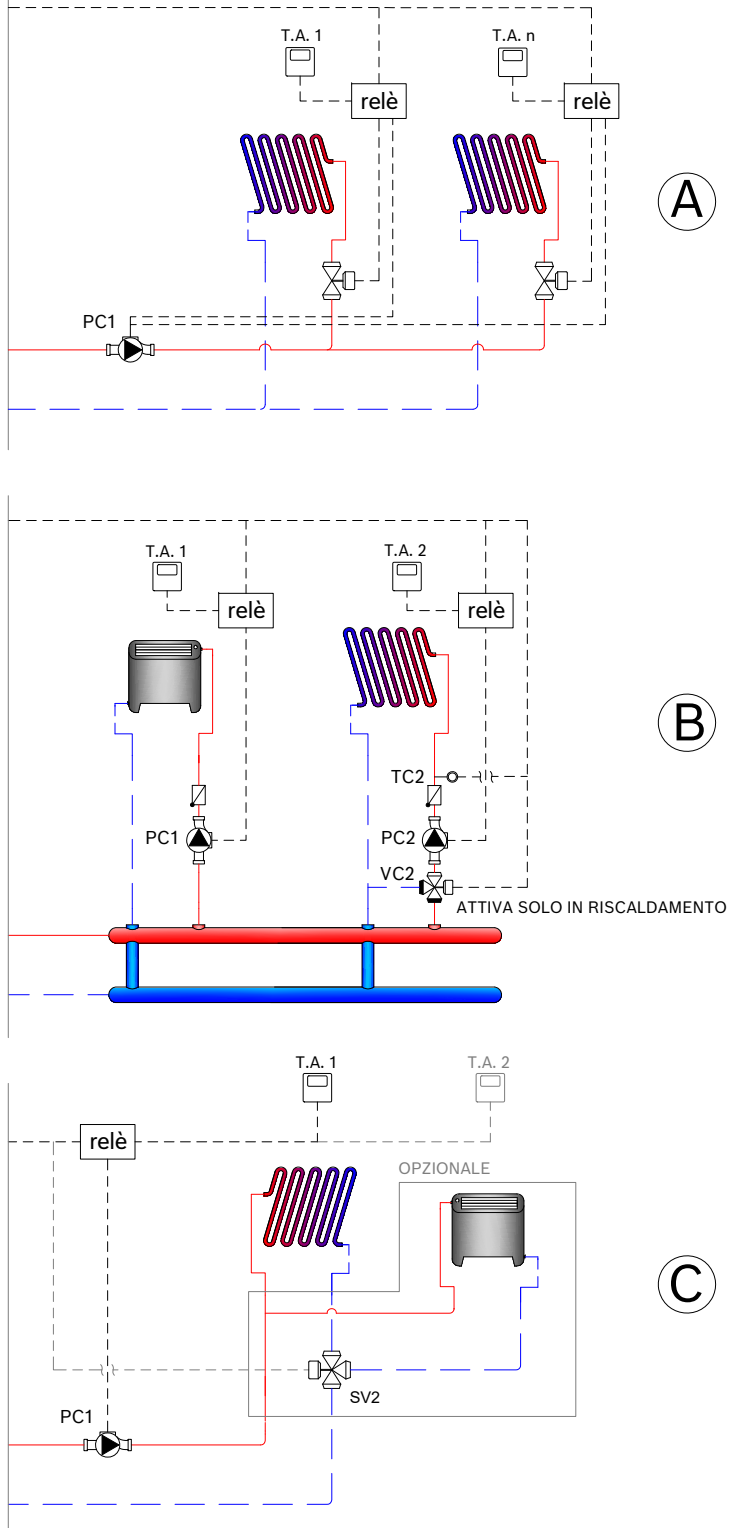 T.A. 1
T.A. n
relè
relè
A
PC1
T.A. 1
T.A. 2
relè
relè
B
TC2
PC1
PC2
VC2
ATTIVA SOLO IN RISCALDAMENTO
T.A. 1
T.A. 2
relè
OPZIONALE
C
SV2
PC1